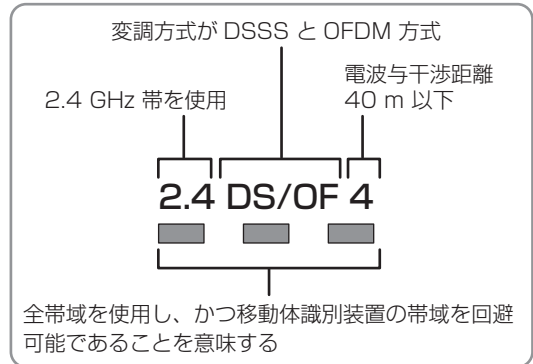 変調方式が DSSS と OFDM 方式
電波与干渉距離
40 m 以下
2.4 GHz 帯を使用
2.4 DS/OF 4
全帯域を使用し、かつ移動体識別装置の帯域を回避
可能であることを意味する